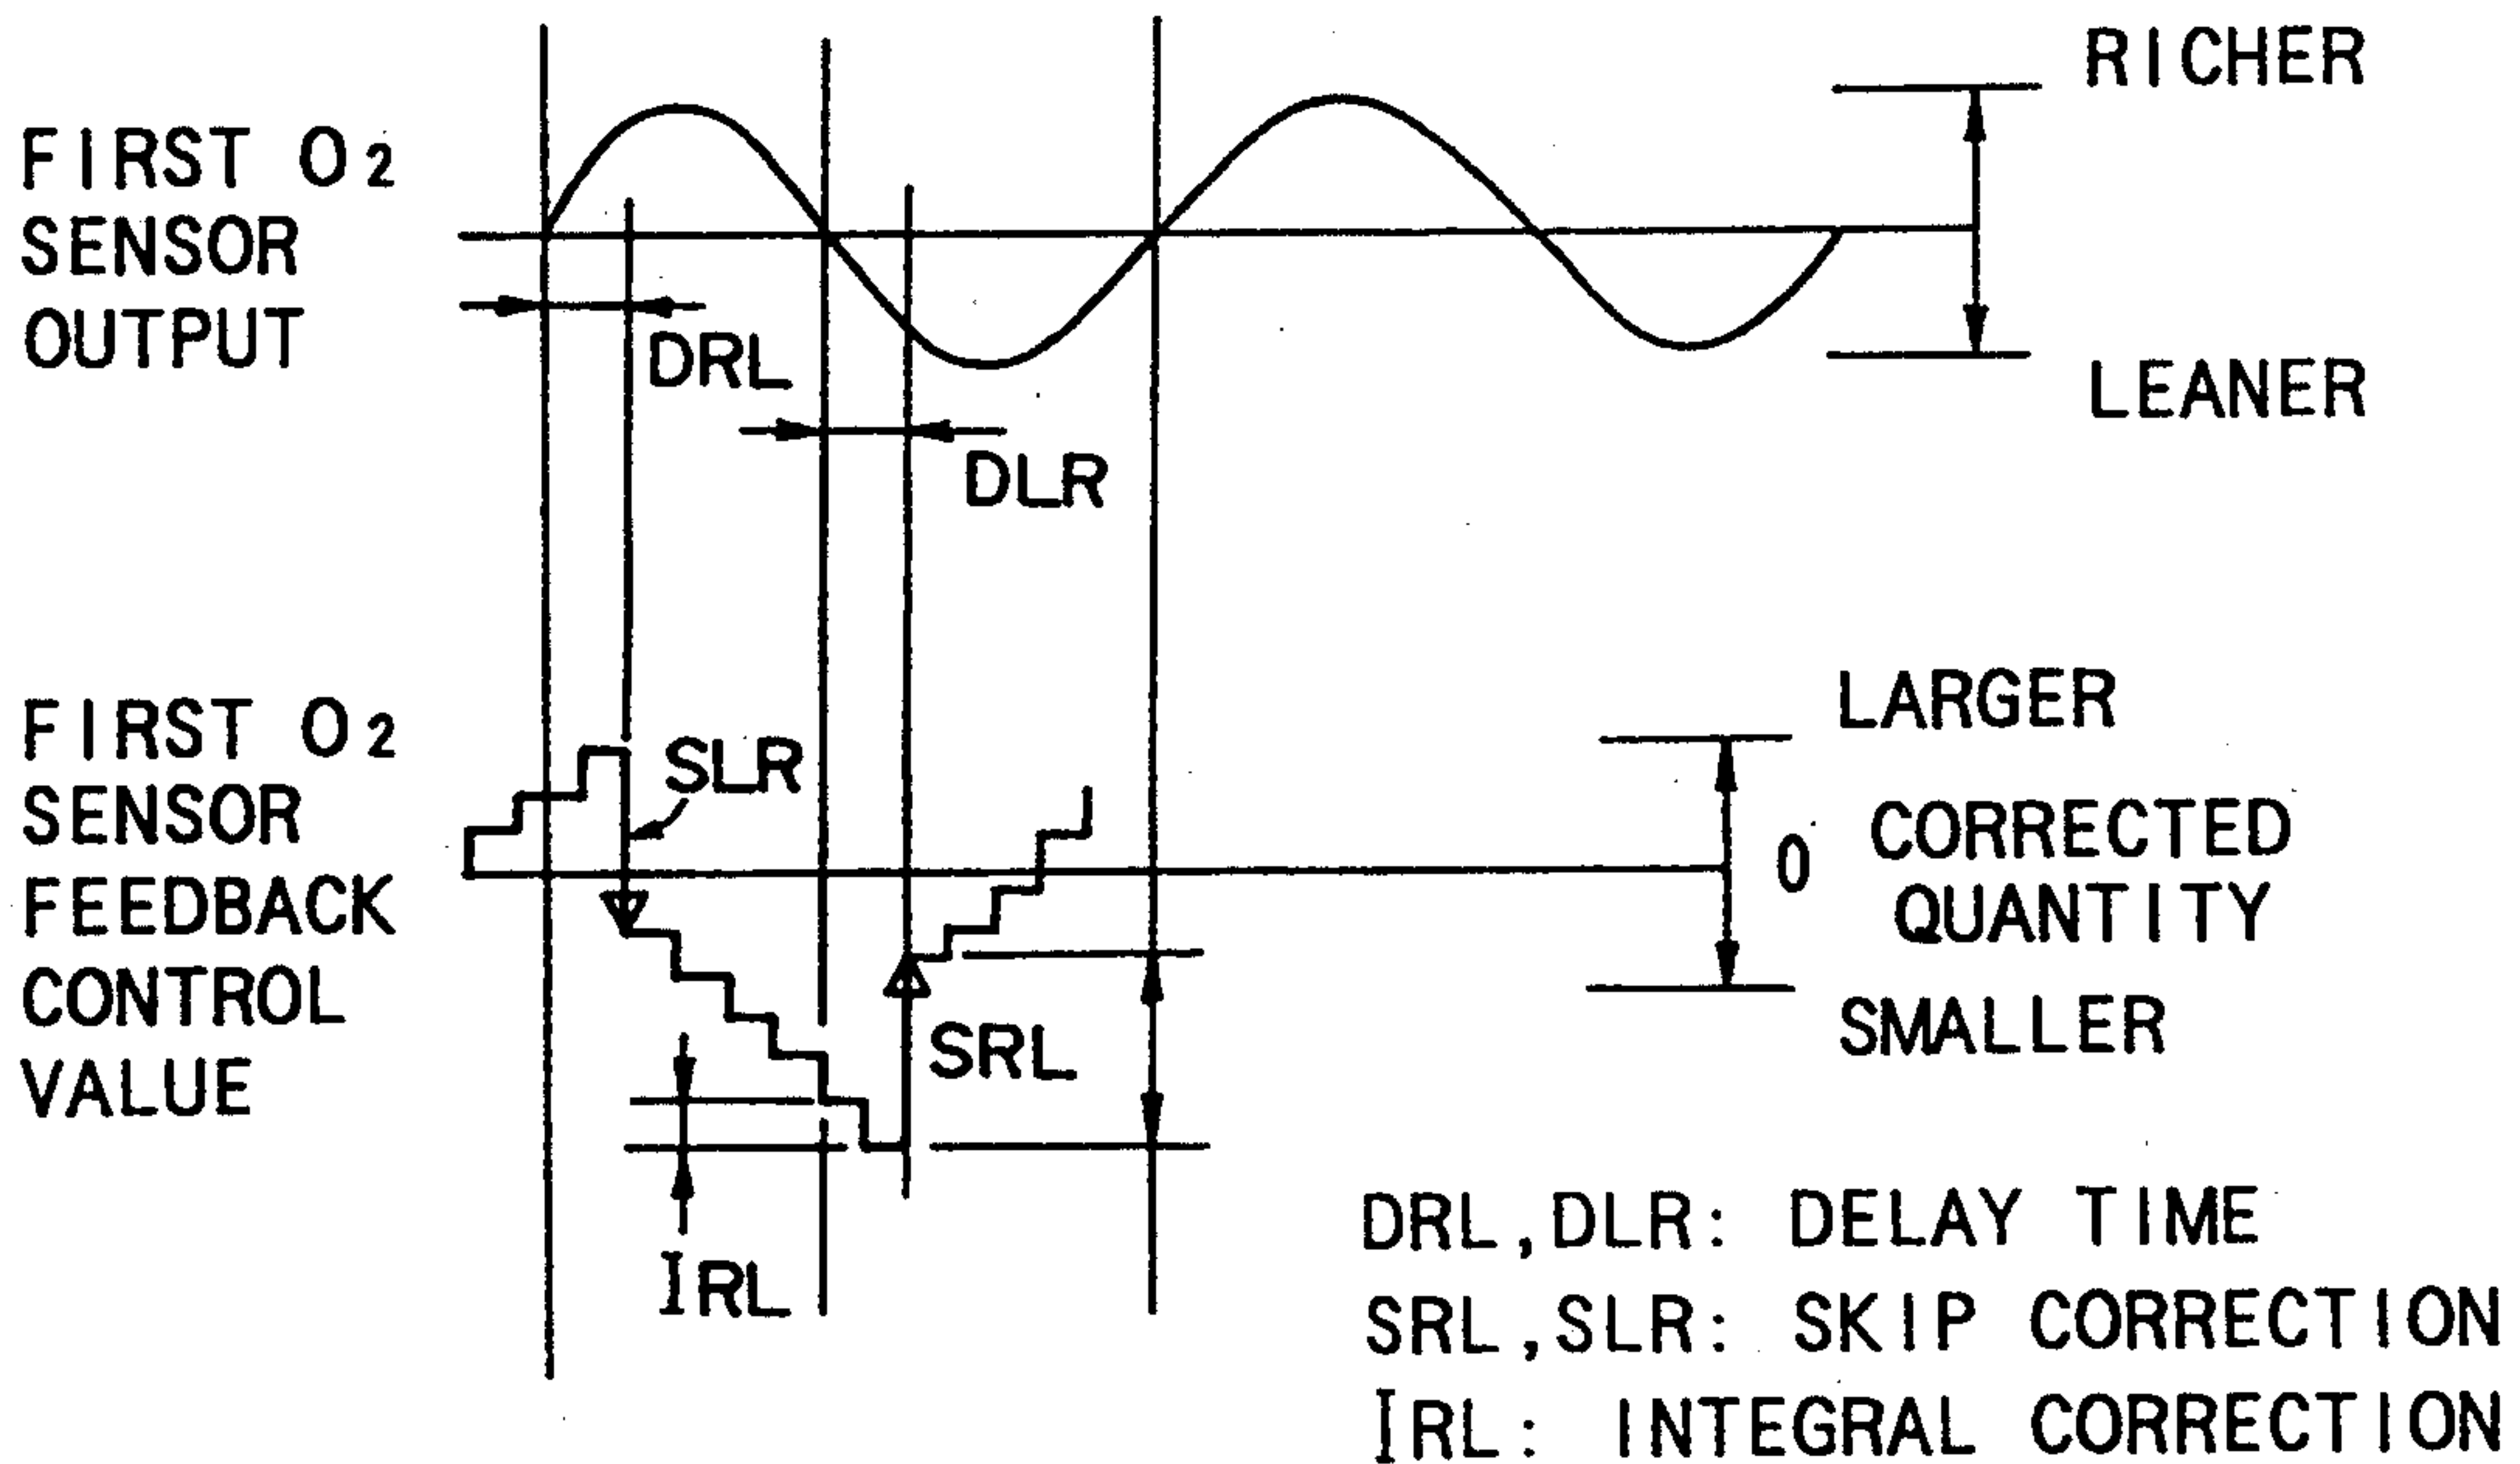 RICHER
FIRST O2
SENSOR
OUTPUT
DRL
LEANER
DLR
FIRST O2
SENSOR
FEEDBACK
CONTROL
VALUE
SLR
LARGER
0
CORRECTED
QUANTITY
SMALLER
SRL
IRL
DRL,DLR: DELAY TIME
SRL,SLR: SKIP CORRECTION
IRL: INTEGRAL CORRECTION